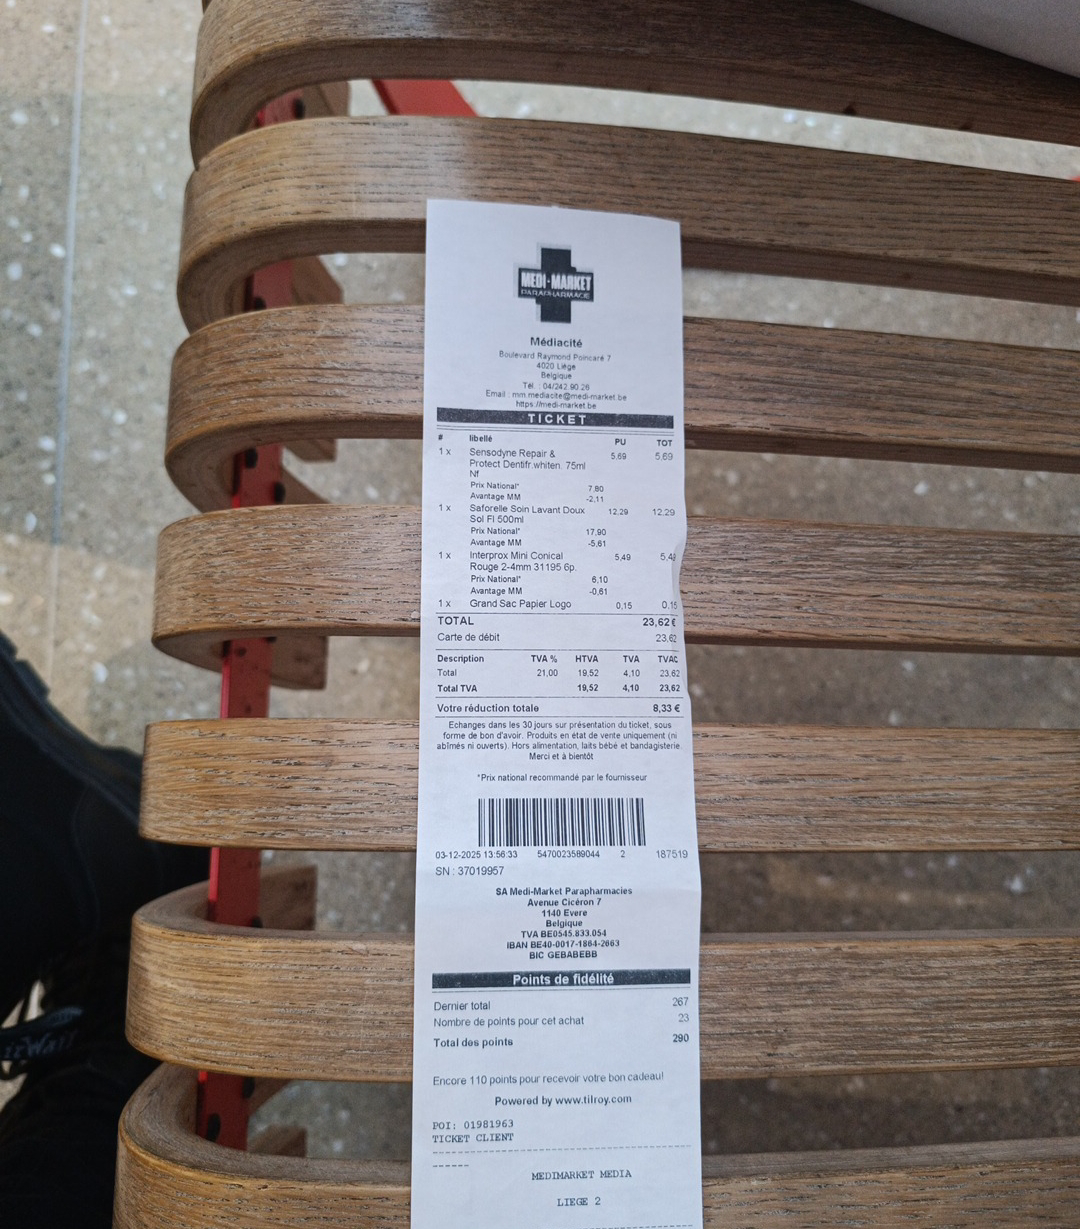 MEDI-MARKET
PARAPHARMACIE
Médiacité
Boulevard Raymond Poincaré 7
4020 Liège
Belgique
Tél. : 04/242.90.26
Email : mm.mediacite@medi-market.be
https://medi-market.be
TICKET
# libellé PU TOT
1 x Sensodyne Repair & 5,69 5,69
Protect Dentifr.whiten. 75ml
Nf
Prix National* 7,80
Avantage MM -2,11
1 x Saforelle Soin Lavant Doux 12,29 12,29
Sol Fl 500ml
Prix National* 17,90
Avantage MM -5,61
1 x Interprox Mini Conical 5,49 5,49
Rouge 2-4mm 31195 6p.
Prix National* 6,10
Avantage MM -0,61
1 x Grand Sac Papier Logo 0,15 0,15
TOTAL 23,62€
Carte de débit 23,62
Description TVA % HTVA TVA TVAC
Total 21,00 19,52 4,10 23,62
Total TVA 19,52 4,10 23,62
Votre réduction totale 8,33 €
Echanges dans les 30 jours sur présentation du ticket, sous
forme de bon d'avoir. Produits en état de vente uniquement (ni
abîmés ni ouverts). Hors alimentation, laits bébé et bandagisterie.
Merci et à bientôt
*Prix national recommandé par le fournisseur
03-12-2025 13:56:33 5470023589044 2 187519
SN : 37019957
SA Medi-Market Parapharmacies
Avenue Cicéron 7
1140 Evere
Belgique
TVA BE0545.833.054
IBAN BE40-0017-1864-2663
BIC GEBABEBB
Points de fidélité
Dernier total 267
Nombre de points pour cet achat 23
Total des points 290
Encore 110 points pour recevoir votre bon cadeau!
Powered by www.tilroy.com
POI: 01981963
TICKET CLIENT
MEDIMARKET MEDIA
LIEGE 2